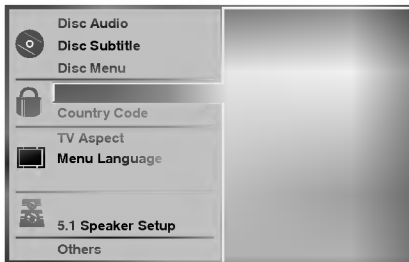 Disc Audio
Disc Subtitle
Disc Menu
Country Code
TV Aspect
Menu Language
5.1 Speaker Setup
Others